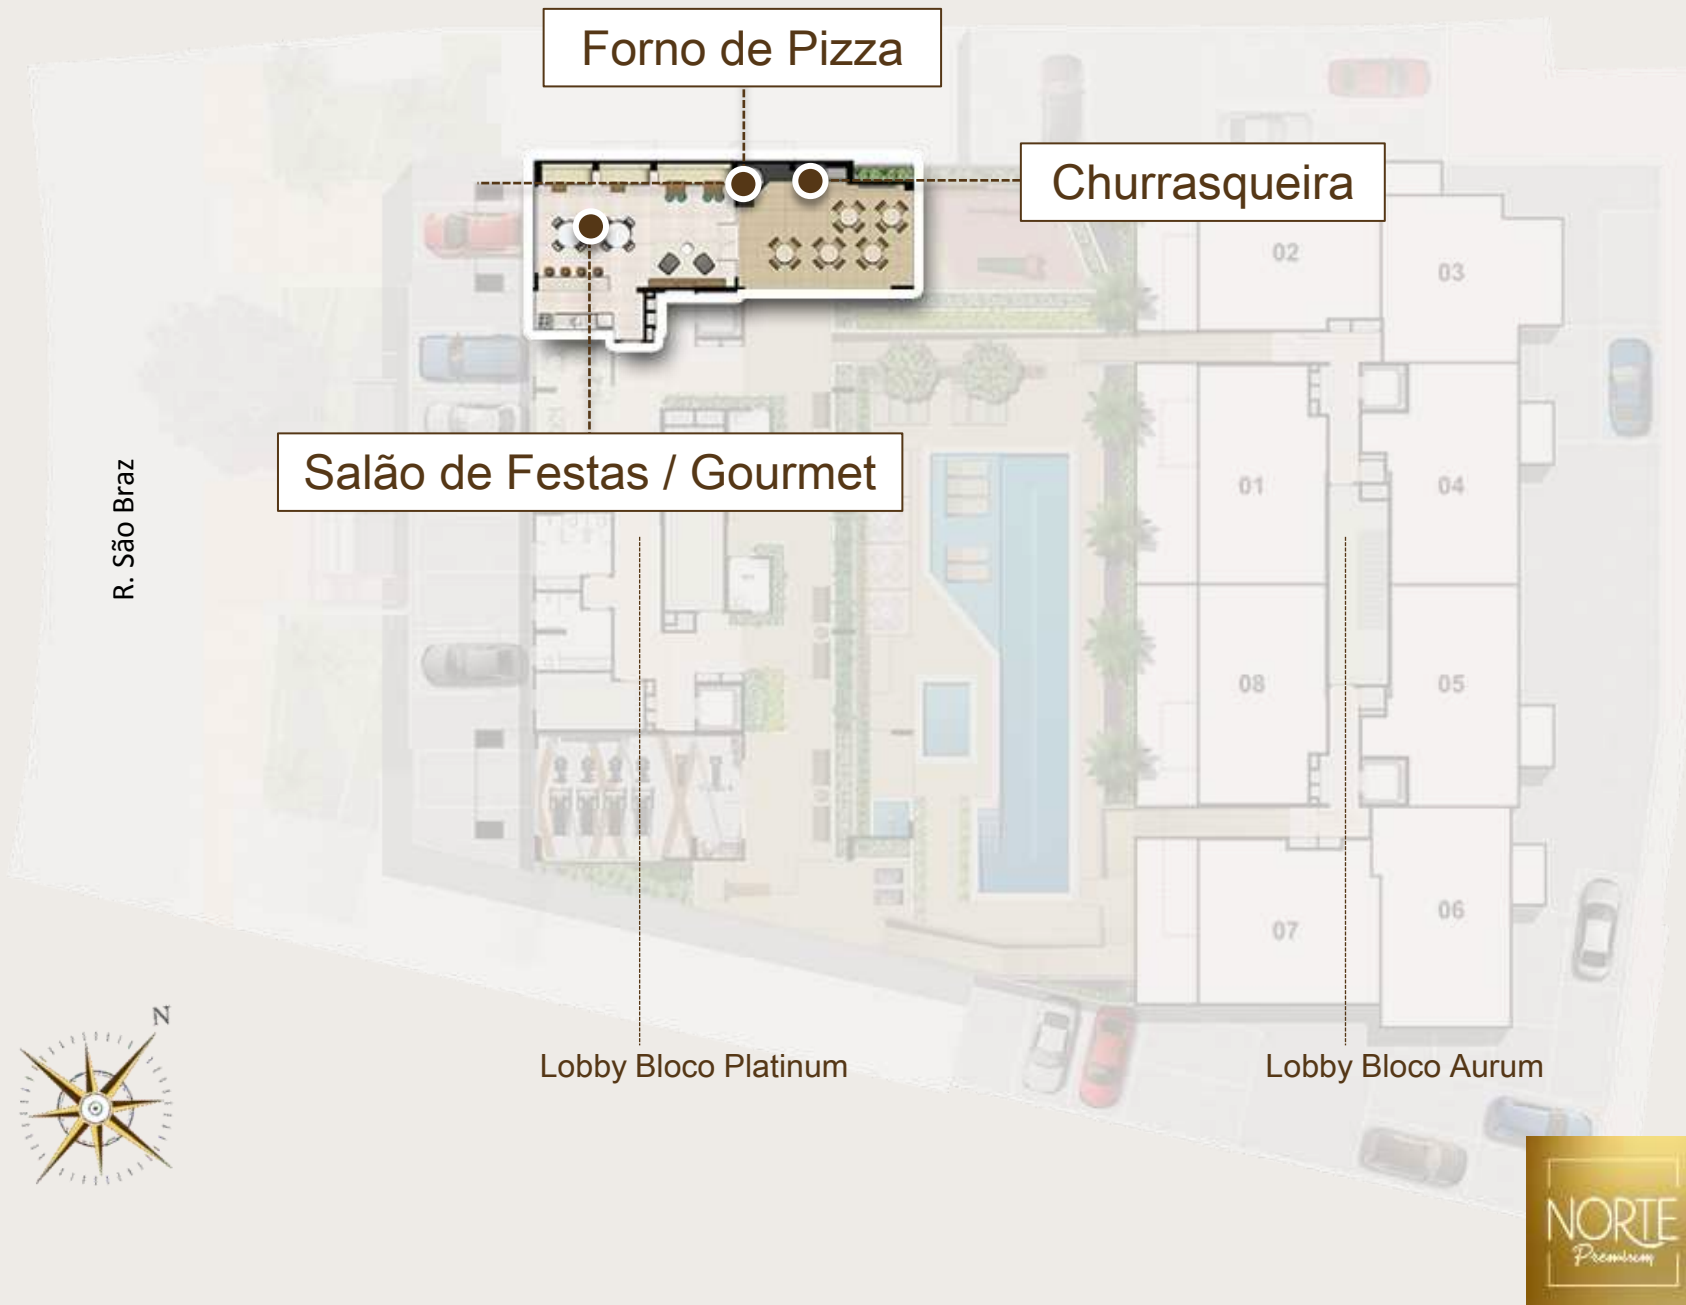 Forno de Pizza
Churrasqueira
02
03
Salão de Festas / Gourmet
R. São Braz
01
04
08
05
07
06
N
Lobby Bloco Platinum
Lobby Bloco Aurum
NORTE
Premium